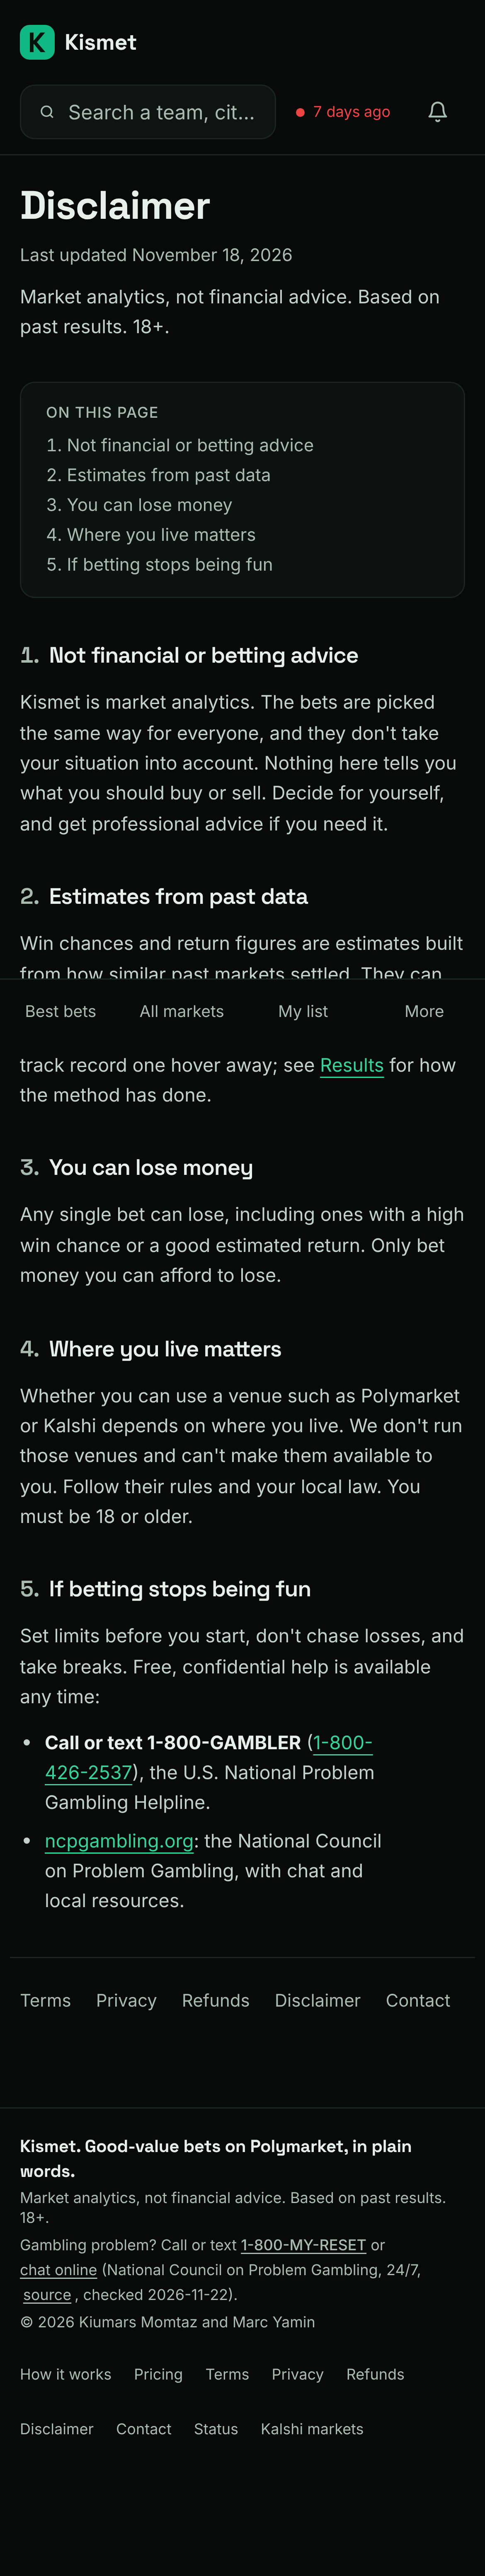 K Kismet
Search a team, cit...
7 days ago
Disclaimer
Last updated November 18, 2026
Market analytics, not financial advice. Based on
past results. 18+.
ON THIS PAGE
1. Not financial or betting advice
2. Estimates from past data
3. You can lose money
4. Where you live matters
5. If betting stops being fun
1. Not financial or betting advice
Kismet is market analytics. The bets are picked
the same way for everyone, and they don't take
your situation into account. Nothing here tells you
what you should buy or sell. Decide for yourself,
and get professional advice if you need it.
2. Estimates from past data
Win chances and return figures are estimates built
from how similar past markets settled. They can
Best bets All markets My list More
track record one hover away; see Results for how
the method has done.
3. You can lose money
Any single bet can lose, including ones with a high
win chance or a good estimated return. Only bet
money you can afford to lose.
4. Where you live matters
Whether you can use a venue such as Polymarket
or Kalshi depends on where you live. We don't run
those venues and can't make them available to
you. Follow their rules and your local law. You
must be 18 or older.
5. If betting stops being fun
Set limits before you start, don't chase losses, and
take breaks. Free, confidential help is available
any time:
• Call or text 1-800-GAMBLER (1-800-
426-2537), the U.S. National Problem
Gambling Helpline.
• ncpgambling.org: the National Council
on Problem Gambling, with chat and
local resources.
Terms Privacy Refunds Disclaimer Contact
Kismet. Good-value bets on Polymarket, in plain
words.
Market analytics, not financial advice. Based on past results.
18+.
Gambling problem? Call or text 1-800-MY-RESET or
chat online (National Council on Problem Gambling, 24/7,
source , checked 2026-11-22).
© 2026 Kiumars Momtaz and Marc Yamin
How it works Pricing Terms Privacy Refunds
Disclaimer Contact Status Kalshi markets